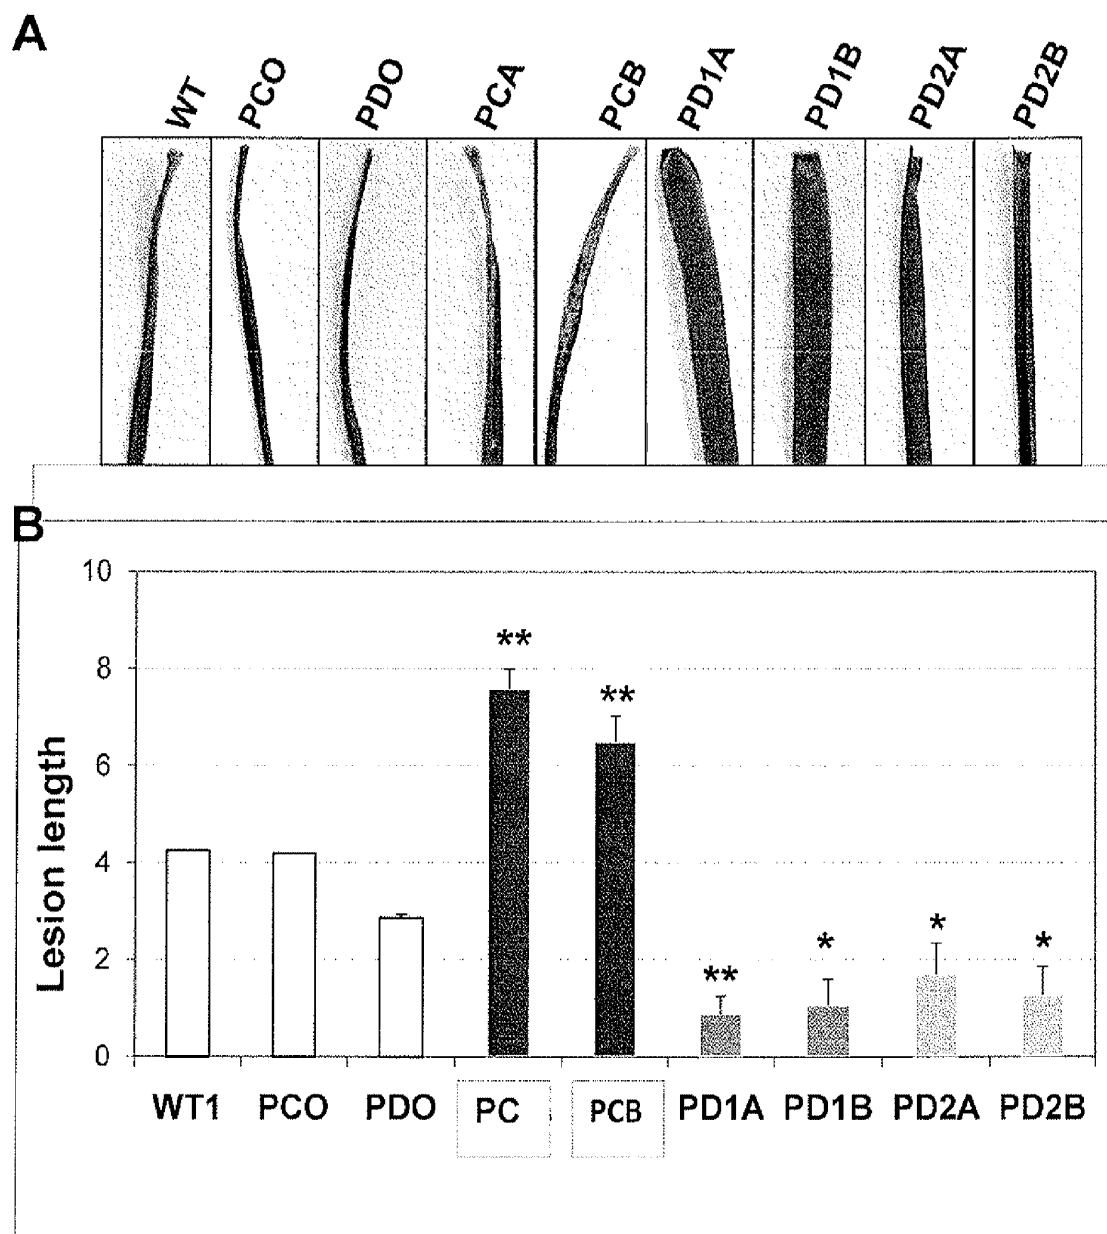 A
WT PCO PDO PCA PCB PD1A PD1B PD2A PD2B
B
10
**
8
**
6
4
2
** * * *
0
Lesion length
WT1 PCO PDO PC PCB PD1A PD1B PD2A PD2B